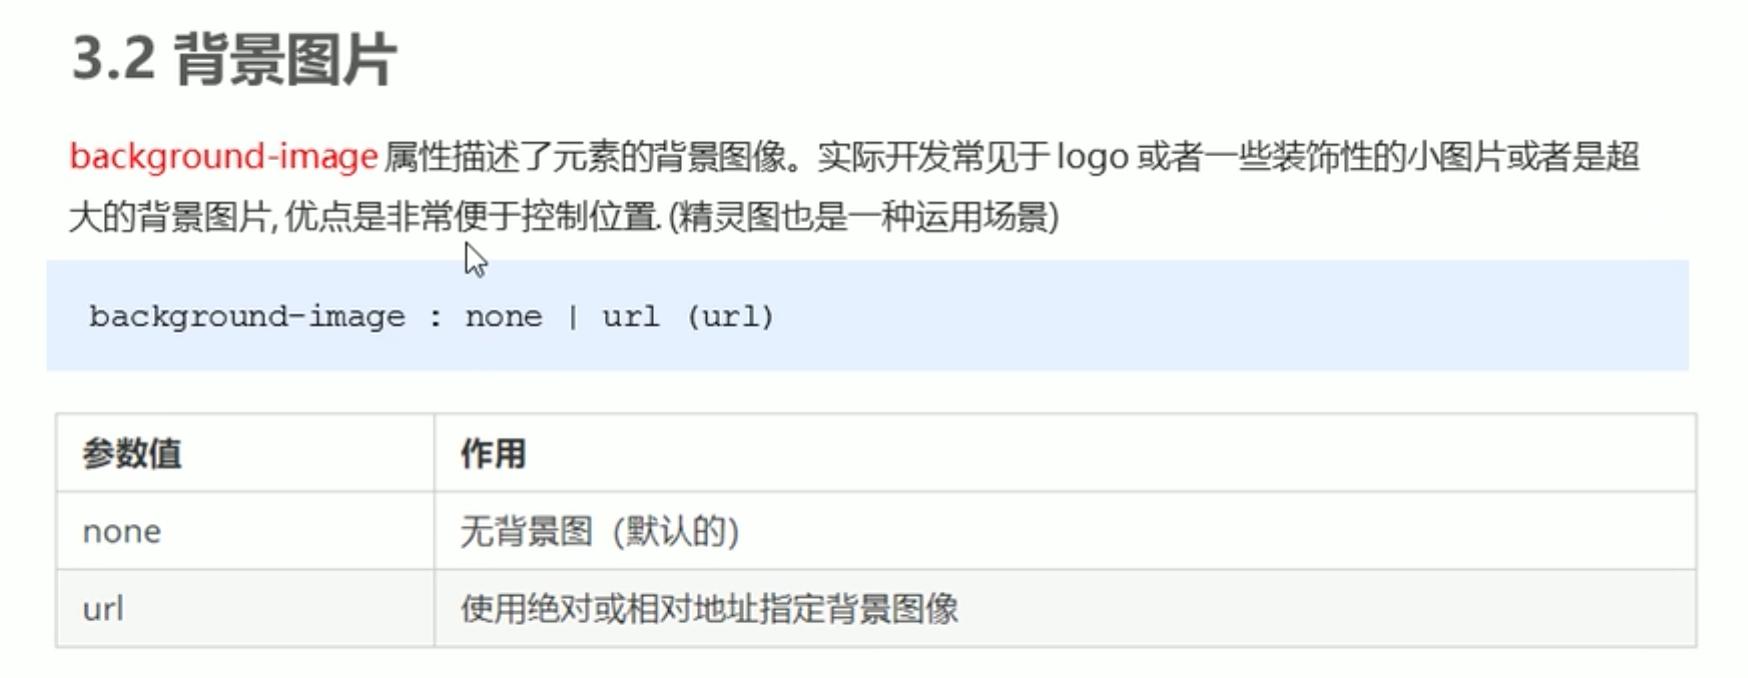 3.2 背景图片
background-image 属性描述了元素的背景图像。实际开发常见于 logo 或者一些装饰性的小图片或者是超
大的背景图片, 优点是非常便于控制位置. (精灵图也是一种运用场景)
background-image : none | url (url)
参数值 作用
none 无背景图（默认的）
url 使用绝对或相对地址指定背景图像